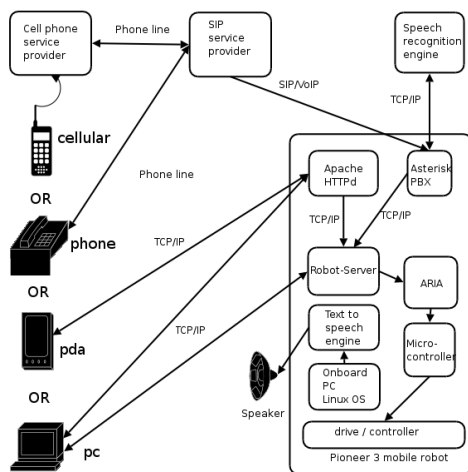 Cell phone
service
provider
Phone line
SIP
service
provider
Speech
recognition
engine
SIP/VoIP
TCP/IP
cellular
OR
Phone line
Apache
HTTPd
Asterisk
PBX
TCP/IP
TCP/IP
phone
TCP/IP
OR
Robot-Server
ARIA
pda
TCP/IP
Text to
speech
engine
Micro-
controller
OR
Onboard
PC
Linux OS
Speaker
drive / controller
pc
Pioneer 3 mobile robot